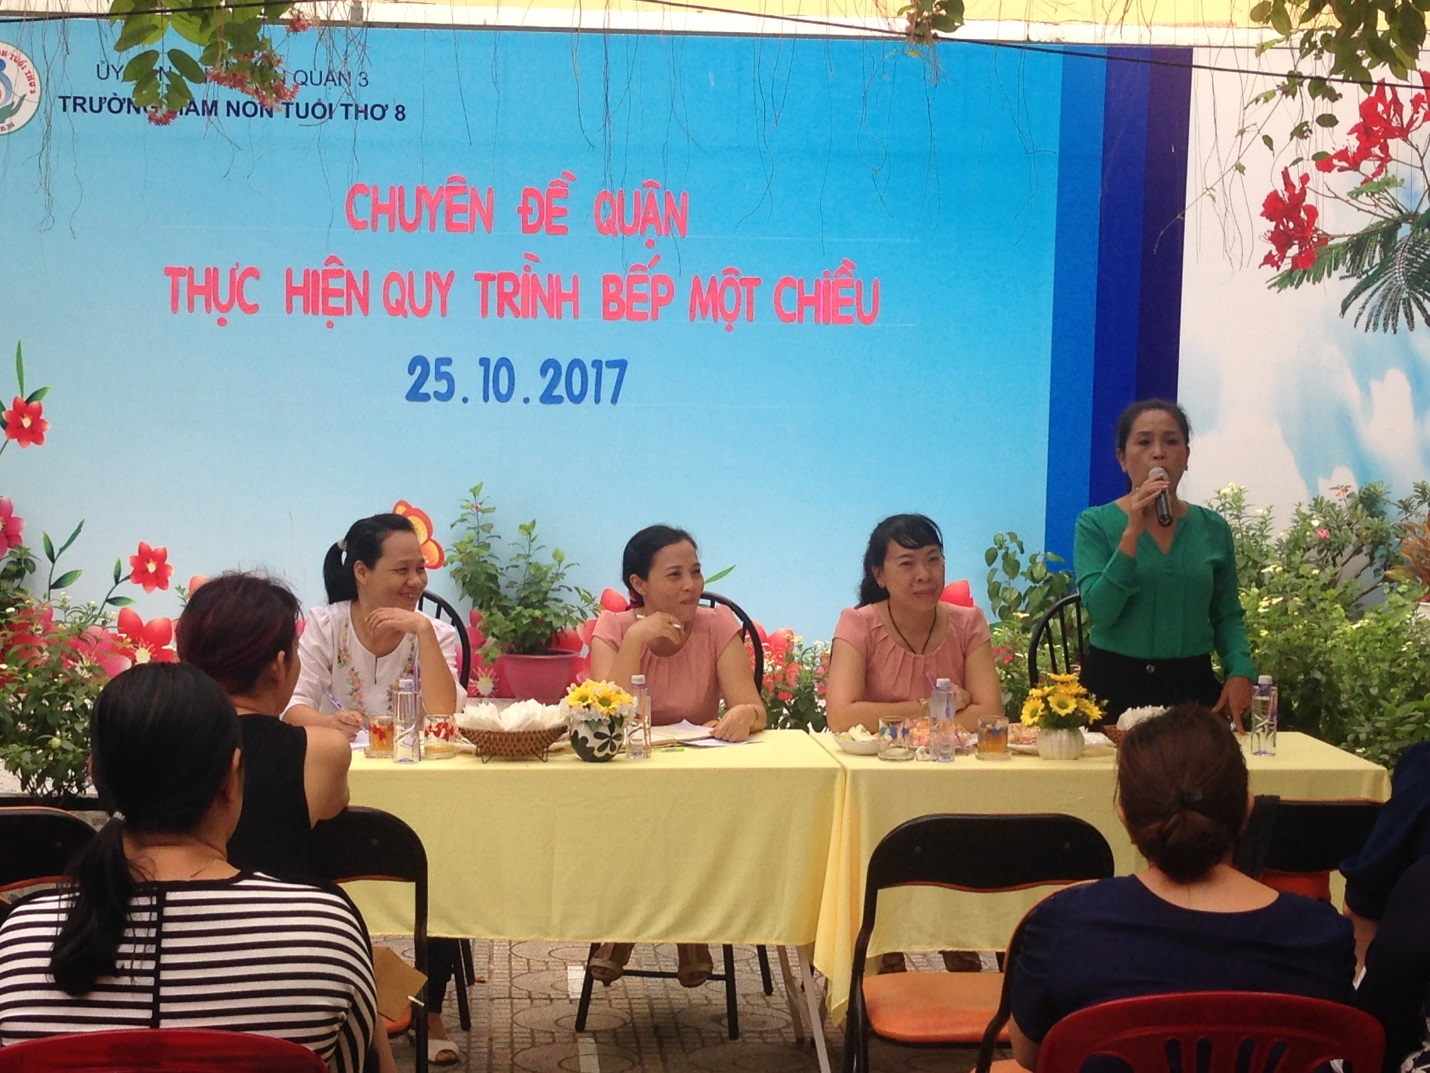 QUẬN 3
TRƯỜNG MẦM NON TUỔI THƠ 8
CHUYÊN ĐỀ QUẬN
THỰC HIỆN QUY TRÌNH BẾP MỘT CHIỀU
25.10.2017